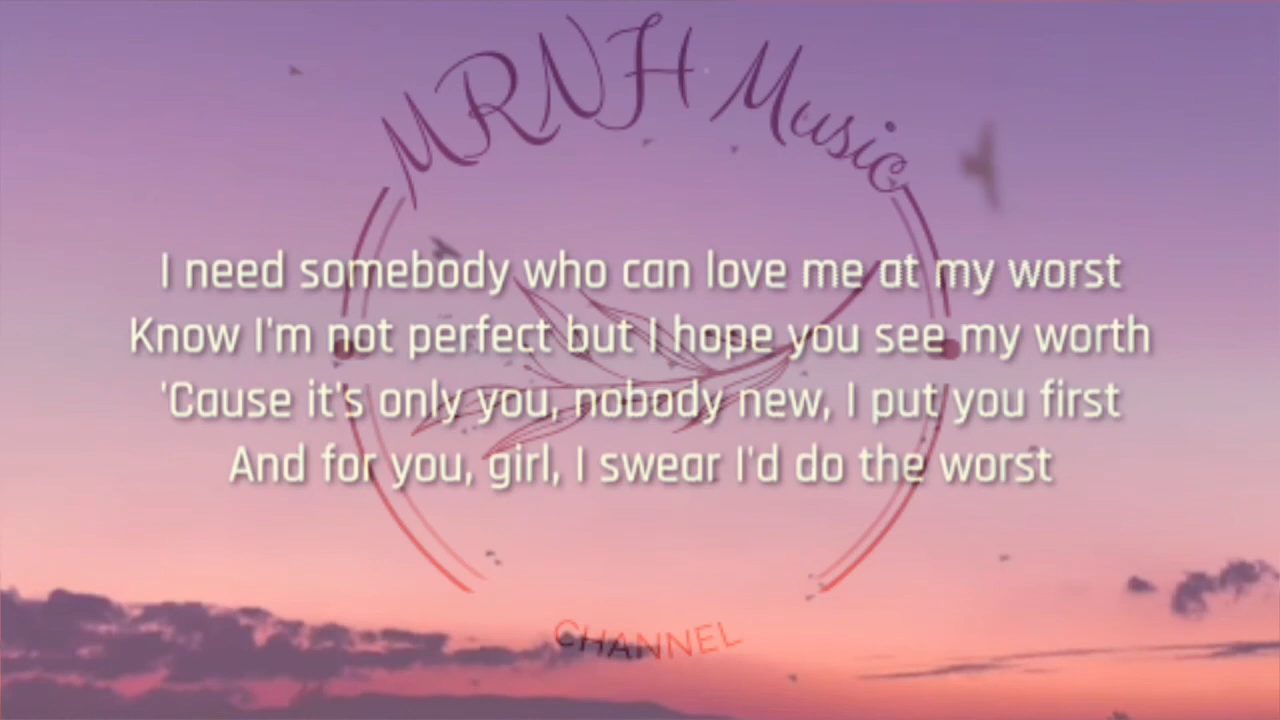 MRNH Music
I need somebody who can love me at my worst
Know I'm not perfect but I hope you see my worth
'Cause it's only you, nobody new, I put you first
And for you, girl, I swear I'd do the worst
CHANNEL